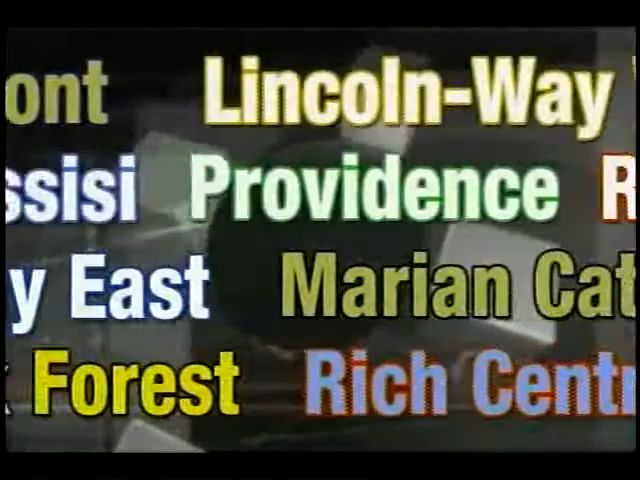 ont Lincoln-Way
ssisi Providence R
y East Marian Cat
Forest Rich Centr